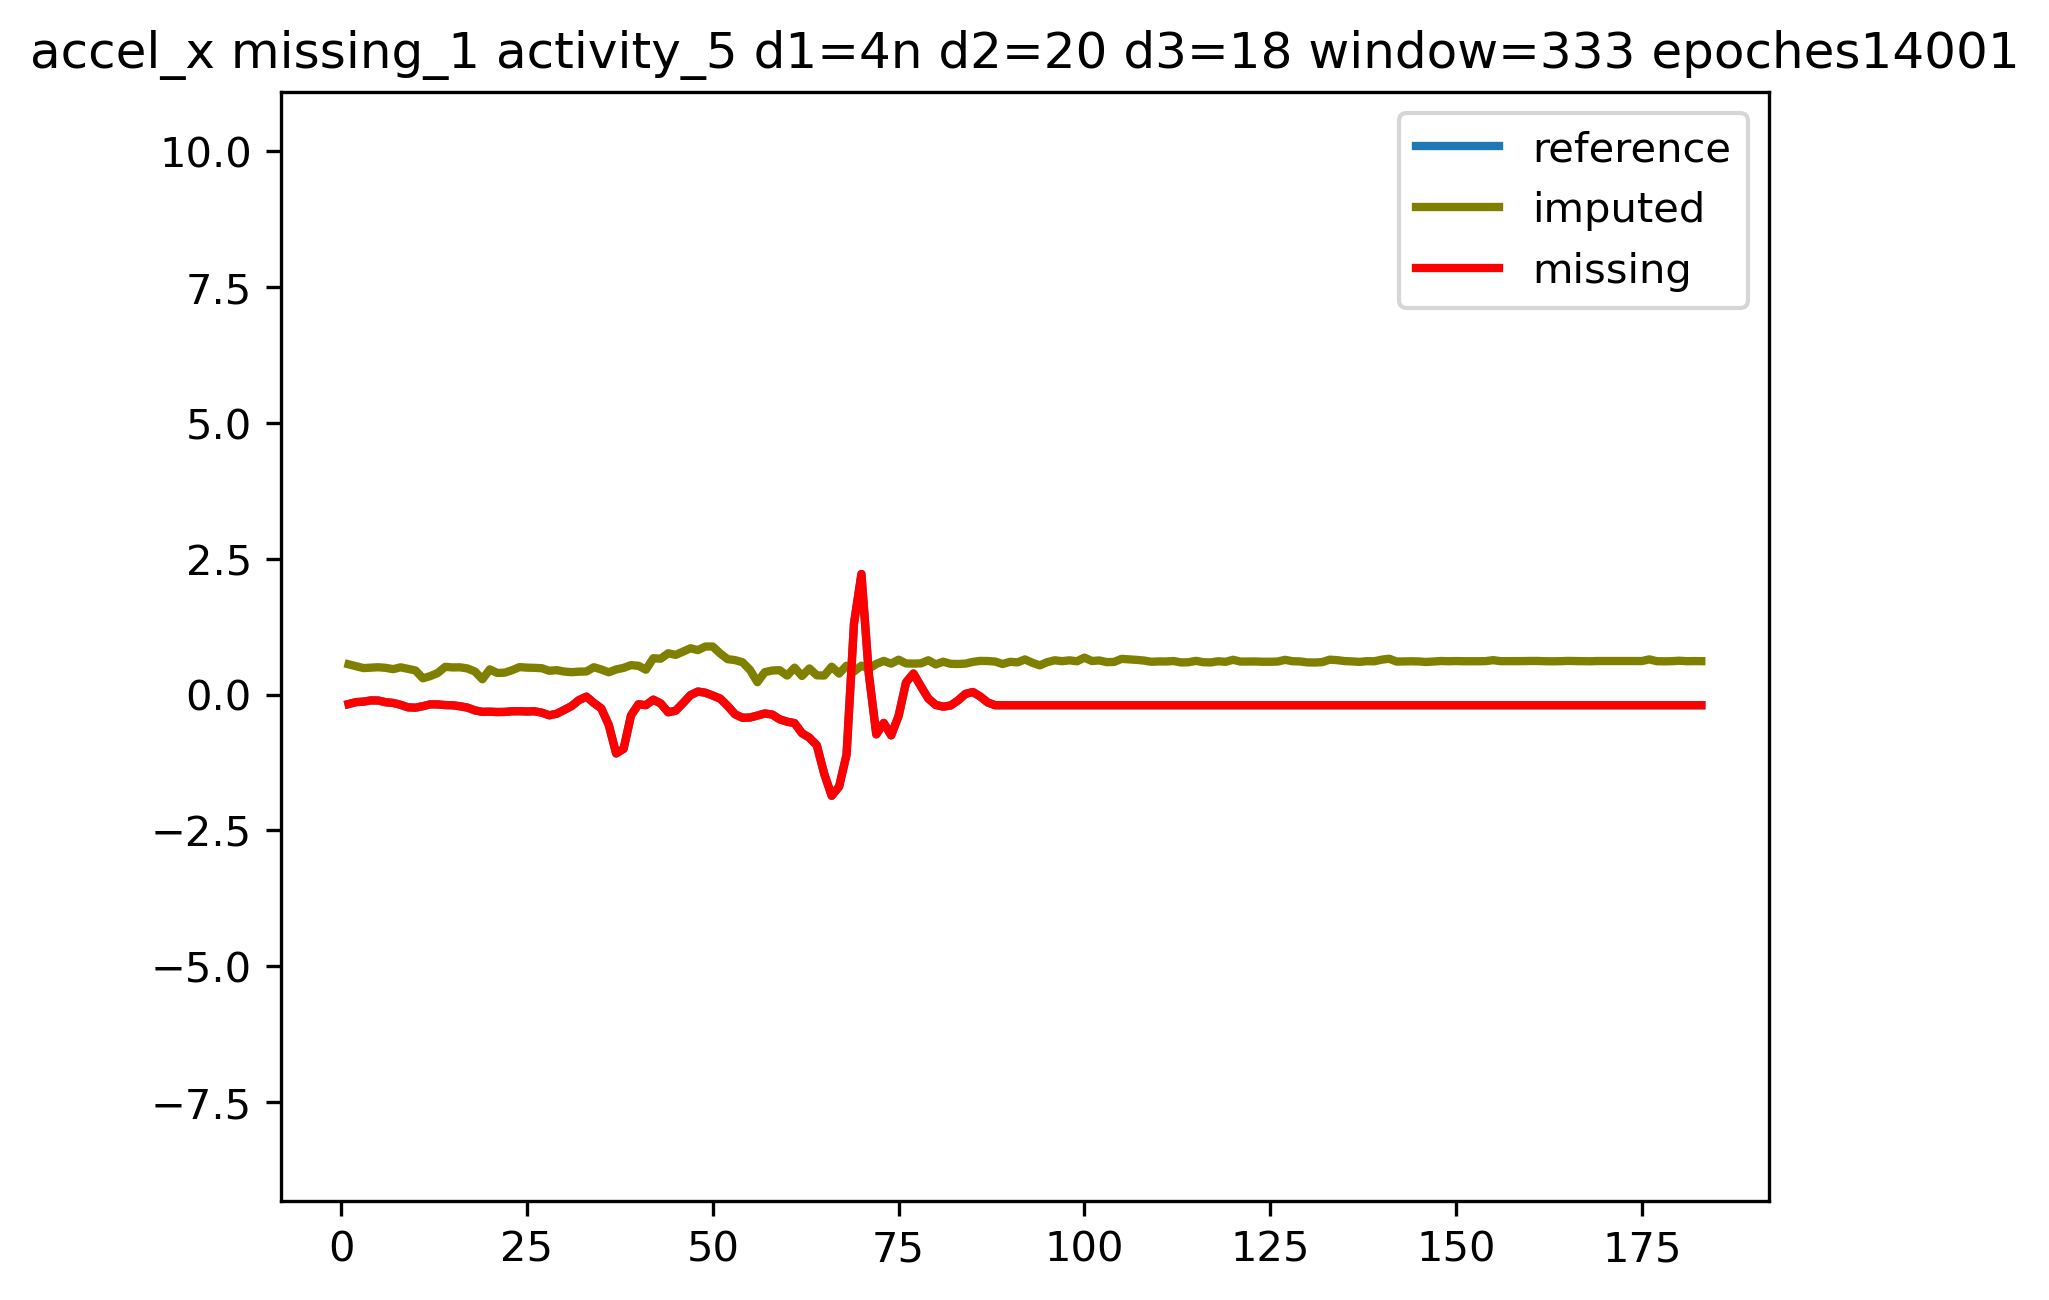 accel_x missing_1 activity_5 d1=4n d2=20 d3=18 window=333 epoches14001
reference
imputed
missing
10.0
7.5
5.0
2.5
0.0
−2.5
−5.0
−7.5
0 25 50 75 100 125 150 175